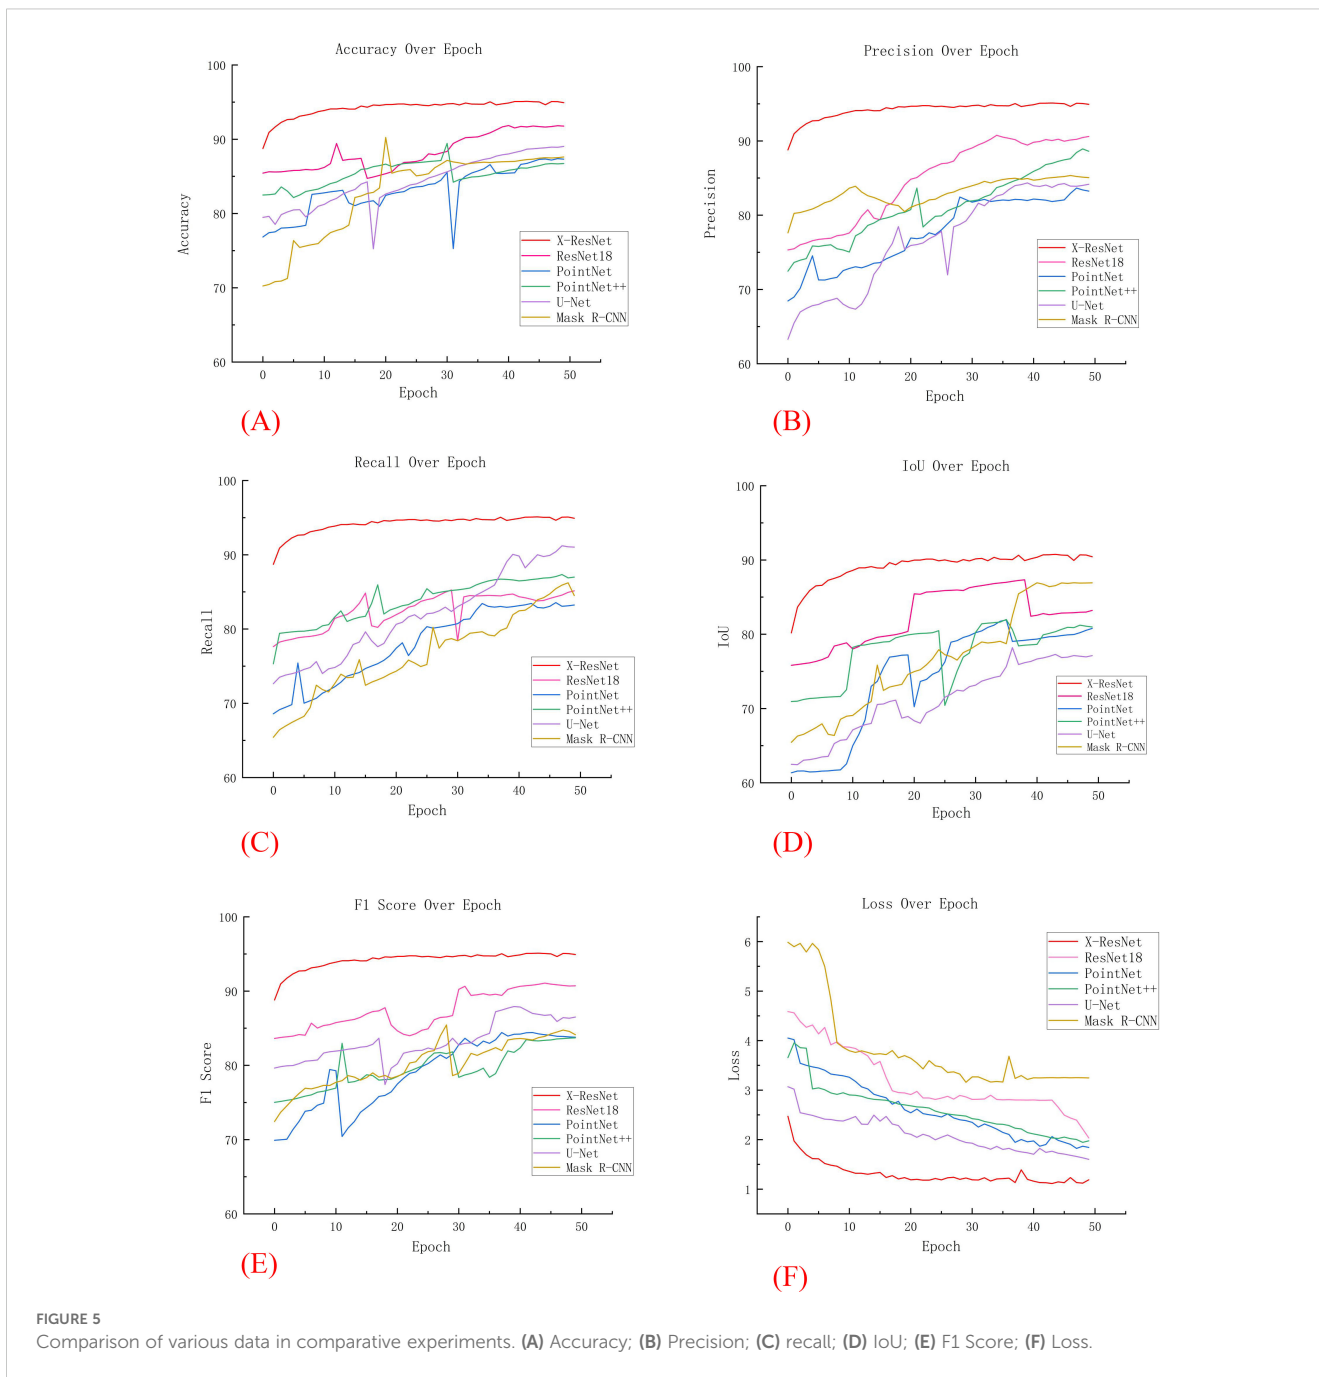 Accuracy Over Epoch
100
90
80
70
60
Accuracy
0 10 20 30 40 50
Epoch
X-ResNet
ResNet18
PointNet
PointNet++
U-Net
Mask R-CNN
(A)
Precision Over Epoch
100
90
80
70
60
Precision
0 10 20 30 40 50
Epoch
X-ResNet
ResNet18
PointNet
PointNet++
U-Net
Mask R-CNN
(B)
Recall Over Epoch
100
90
80
70
60
Recall
0 10 20 30 40 50
Epoch
X-ResNet
ResNet18
PointNet
PointNet++
U-Net
Mask R-CNN
(C)
IoU Over Epoch
100
90
80
70
60
IoU
0 10 20 30 40 50
Epoch
X-ResNet
ResNet18
PointNet
PointNet++
U-Net
Mask R-CNN
(D)
F1 Score Over Epoch
100
90
80
70
60
F1 Score
0 10 20 30 40 50
Epoch
X-ResNet
ResNet18
PointNet
PointNet++
U-Net
Mask R-CNN
(E)
Loss Over Epoch
6
5
4
3
2
1
Loss
0 10 20 30 40 50
Epoch
X-ResNet
ResNet18
PointNet
PointNet++
U-Net
Mask R-CNN
(F)
FIGURE 5
Comparison of various data in comparative experiments. (A) Accuracy; (B) Precision; (C) recall; (D) IoU; (E) F1 Score; (F) Loss.